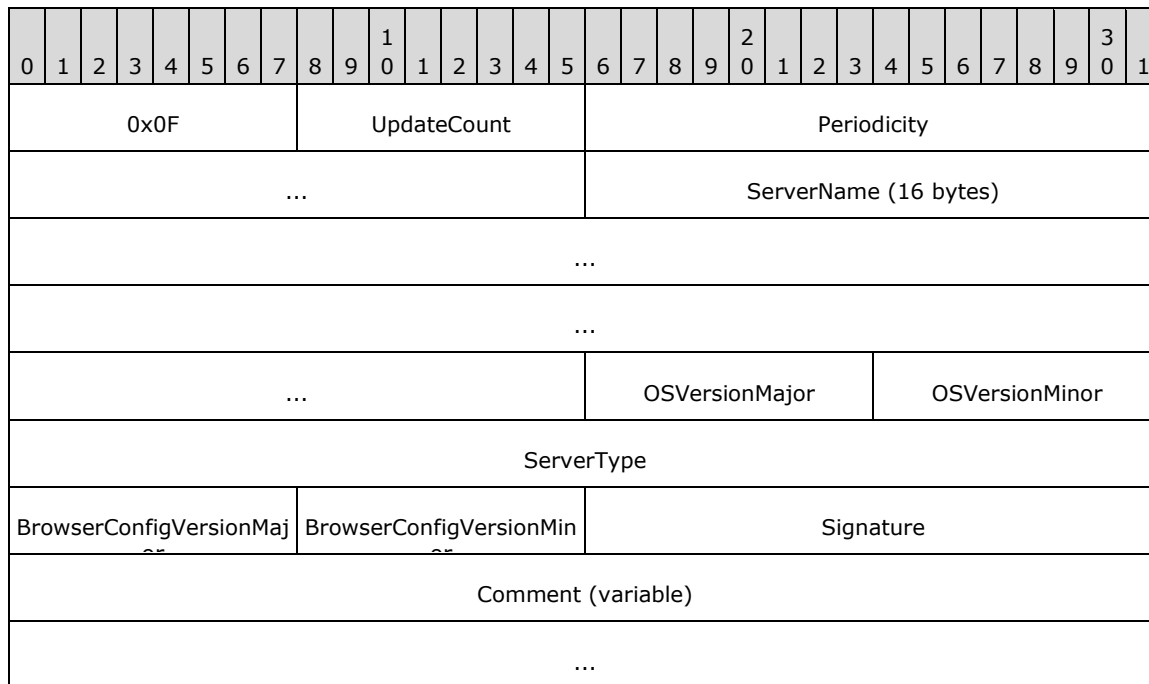 1 2 3
0 1 2 3 4 5 6 7 8 9 0 1 2 3 4 5 6 7 8 9 0 1 2 3 4 5 6 7 8 9 0 1
0x0F UpdateCount Periodicity
... ServerName (16 bytes)
...
...
... OSVersionMajor OSVersionMinor
ServerType
BrowserConfigVersionMaj BrowserConfigVersionMin Signature
or or
Comment (variable)
...